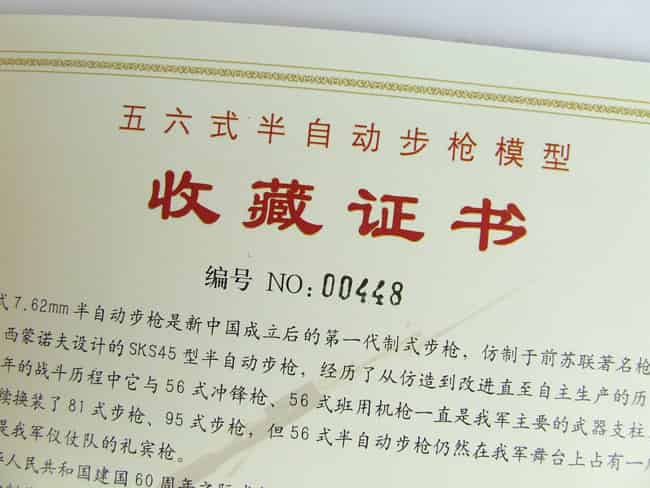 五六式半自动步枪模型
收藏证书
编号 NO:00448
式7.62mm半自动步枪是新中国成立后的第一代制式步枪，仿制于前苏联著名枪
西蒙诺夫设计的SKS45型半自动步枪，经历了从仿造到改进直至自主生产的历
年的战斗历程中它与56式冲锋枪、56式班用机枪一直是我军主要的武器支柱
续换装了81式步枪、95式步枪，但56式半自动步枪仍然在我军舞台上占有一
是我军仪仗队的礼宾枪。
华人民共和国建国60周年之际